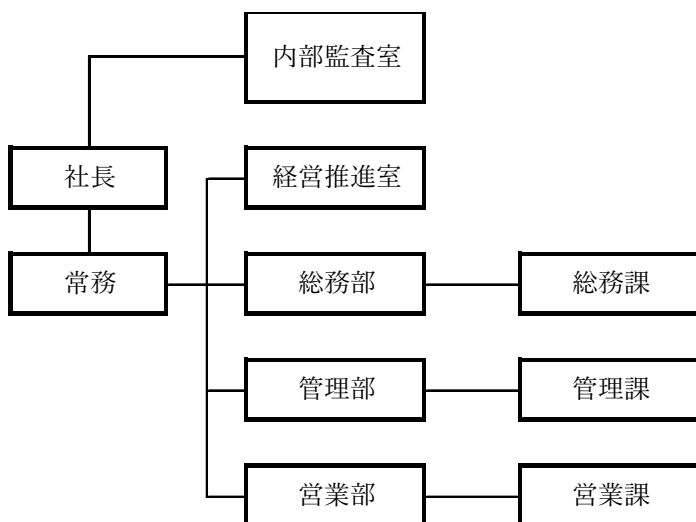 内部監査室
社長
経営推進室
常務
総務部
総務課
管理部
管理課
営業部
営業課